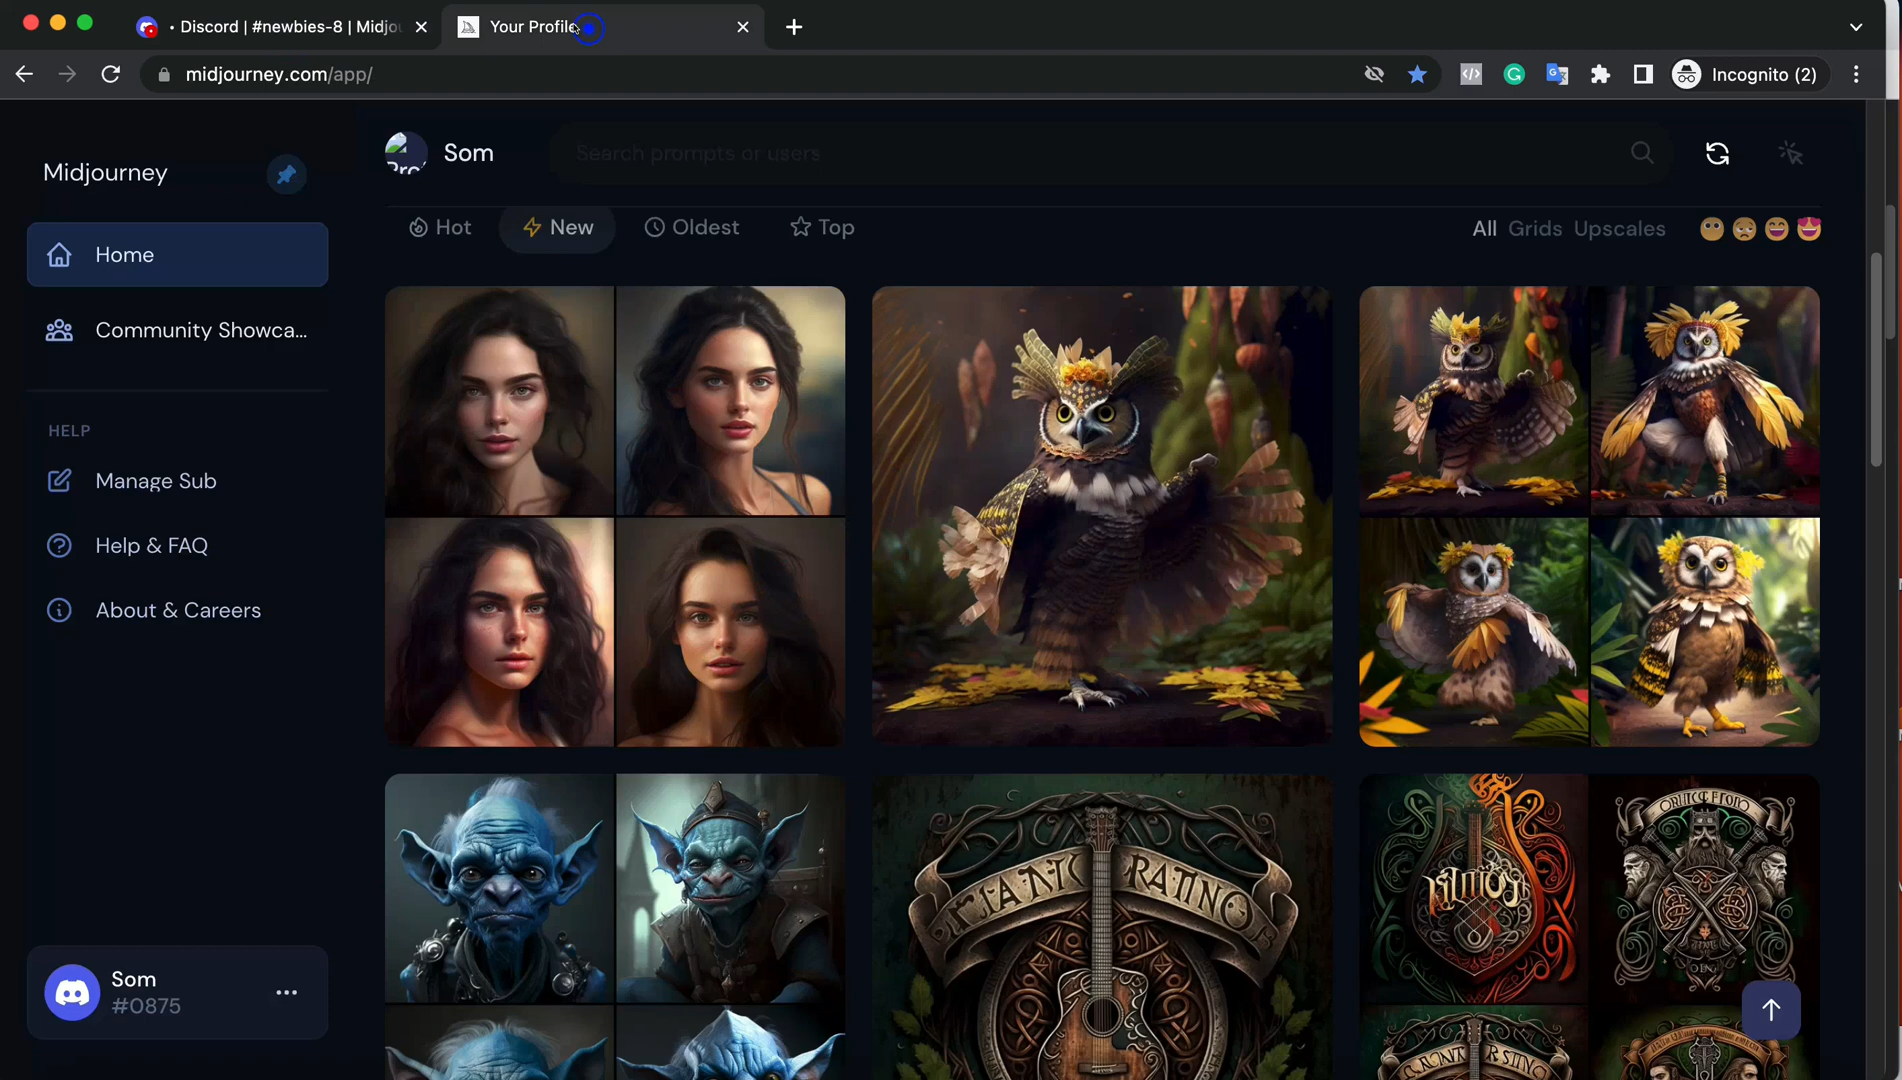 • Discord | #newbies-8 | Midjo
Your Profile
midjourney.com/app/
Incognito (2)
Midjourney
Som
Search prompts or users
Home
Hot
New
Oldest
Top
All
Grids
Upscales
Community Showca...
HELP
Manage Sub
Help & FAQ
About & Careers
Som
#0875